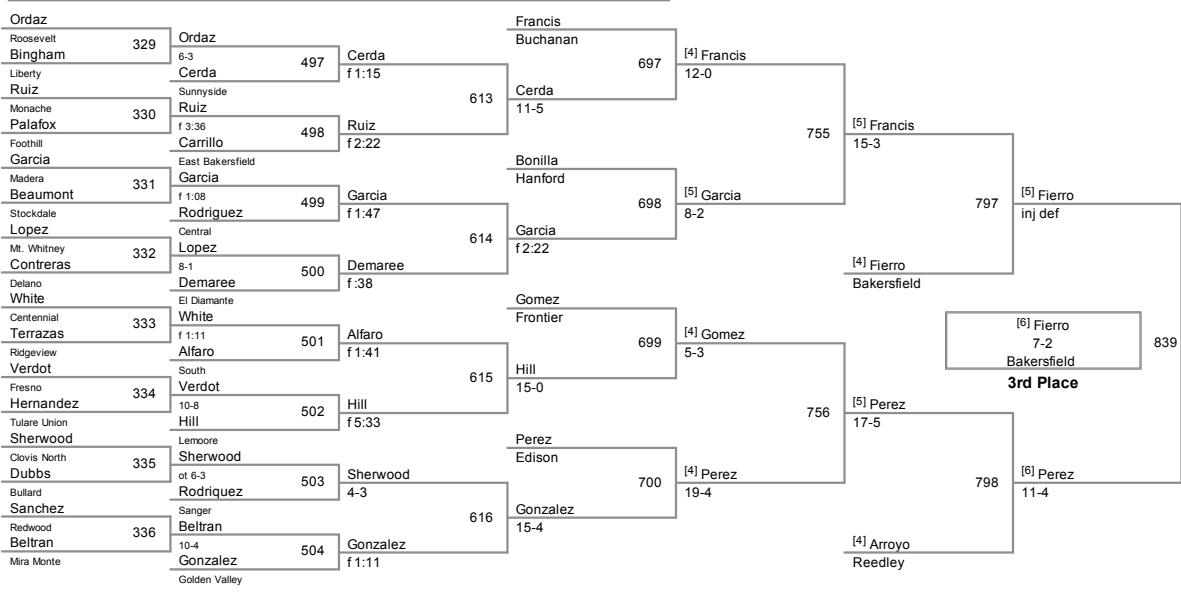 Ordaz
Roosevelt
Bingham
329
Liberty
Ruiz
Monache
Palafox
330
Foothill
Garcia
Madera
Beaumont
331
Stockdale
Lopez
Mt. Whitney
Contreras
332
Delano
White
Centennial
Terrazas
333
Ridgeview
Verdot
Fresno
Hernandez
334
Tulare Union
Sherwood
Clovis North
Dubbs
335
Bullard
Sanchez
Redwood
Beltran
336
Mira Monte
Ordaz
6-3
Cerda
497
Sunnyside
Ruiz
f 3:36
Carrillo
498
East Bakersfield
Garcia
f 1:08
Rodriguez
499
Central
Lopez
8-1
Demaree
500
El Diamante
White
f 1:11
Alfaro
501
South
Verdot
10-8
Hill
502
Lemoore
Sherwood
ot 6-3
Rodriquez
503
Sanger
Beltran
10-4
Gonzalez
504
Golden Valley
Cerda
f 1:15
613
Ruiz
f 2:22
Garcia
f 1:47
614
Demaree
f :38
Alfaro
f 1:41
615
Hill
f 5:33
Sherwood
4-3
616
Gonzalez
f 1:11
Francis
Buchanan
697
Cerda
11-5
Bonilla
Hanford
698
Garcia
f 2:22
Gomez
Frontier
699
Hill
15-0
Perez
Edison
700
Gonzalez
15-4
[4] Francis
12-0
755
[5] Garcia
8-2
[4] Gomez
5-3
756
[4] Perez
19-4
[5] Francis
15-3
797
[4] Fierro
Bakersfield
[5] Perez
17-5
798
[4] Arroyo
Reedley
[5] Fierro
inj def
839
[6] Perez
11-4
[6] Fierro
7-2
Bakersfield
3rd Place